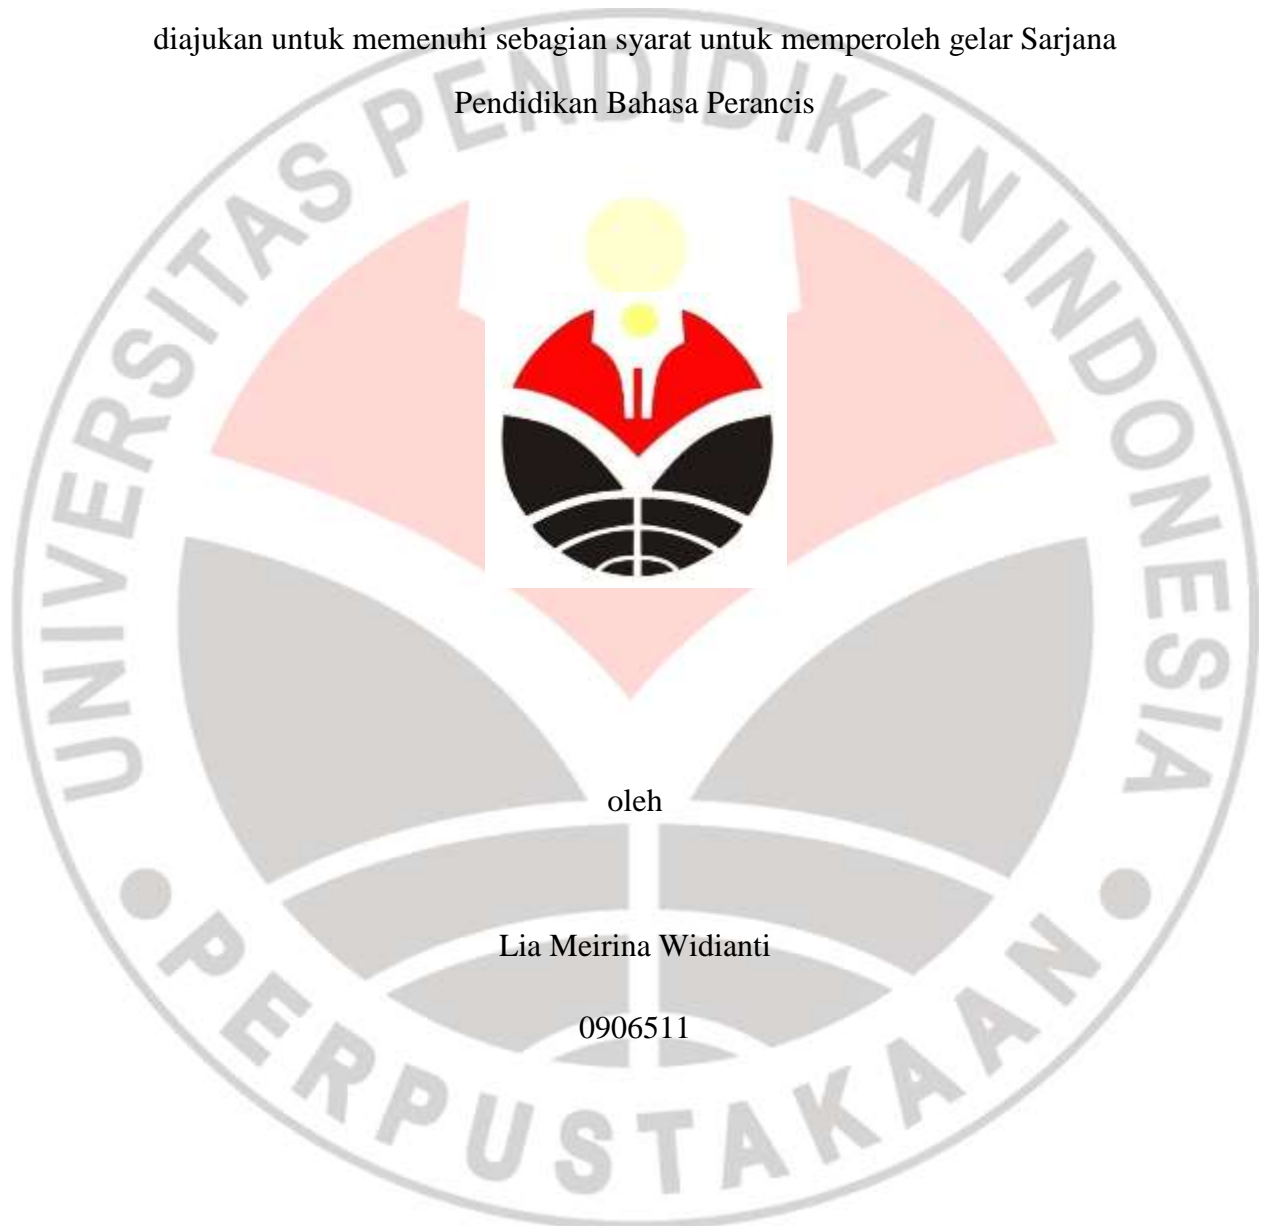 diajukan untuk memenuhi sebagian syarat untuk memperoleh gelar Sarjana
Pendidikan Bahasa Perancis
UNIVERSITAS PENDIDIKAN INDONESIA
oleh
Lia Meirina Widianti
0906511
PERPUSTAKAAN